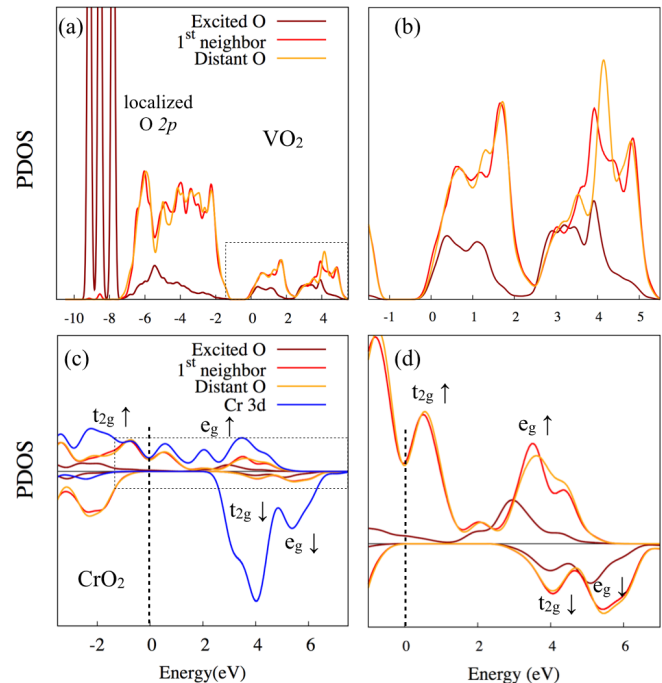 (a)
Excited O
1st neighbor
Distant O
localized
O 2p
VO2
PDOS
-10 -8 -6 -4 -2 0 2 4
(b)
-1 0 1 2 3 4 5
(c)
Excited O
1st neighbor
Distant O
Cr 3d
t2g ↑
eg ↑
t2g ↓
eg ↓
CrO2
PDOS
-2 0 2 4 6
Energy(eV)
(d)
t2g ↑
eg ↑
t2g ↓
eg ↓
0 2 4 6
Energy (eV)